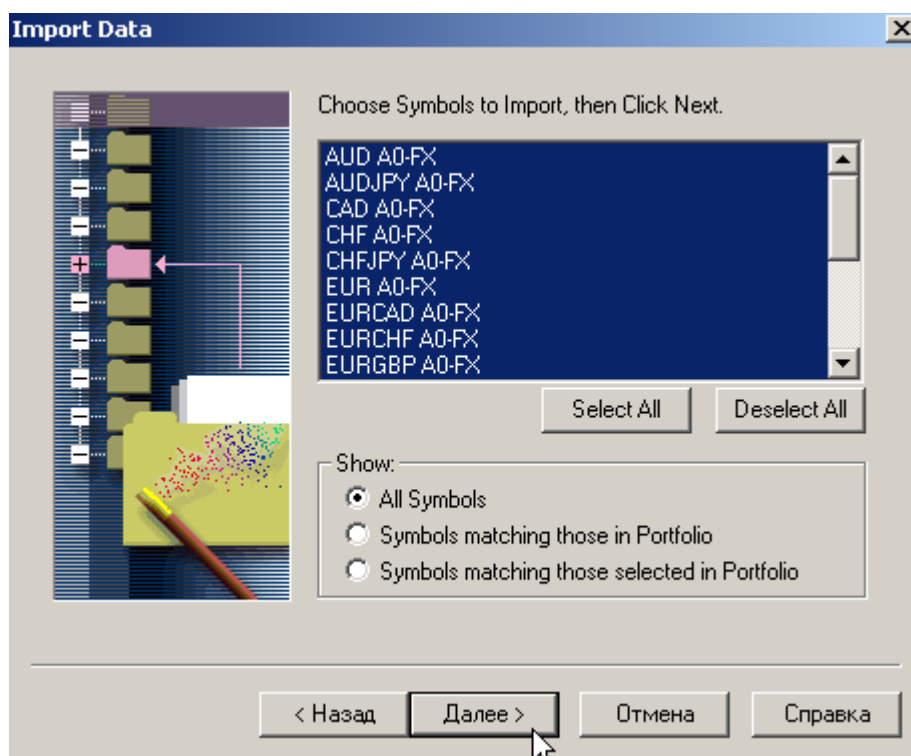 Import Data
Choose Symbols to Import, then Click Next.
AUD A0-FX
AUDJPY A0-FX
CAD A0-FX
CHF A0-FX
CHFJPY A0-FX
EUR A0-FX
EURCAD A0-FX
EURCHF A0-FX
EURGBP A0-FX
Select All Deselect All
Show:
All Symbols
Symbols matching those in Portfolio
Symbols matching those selected in Portfolio
< Назад Далее > Отмена Справка